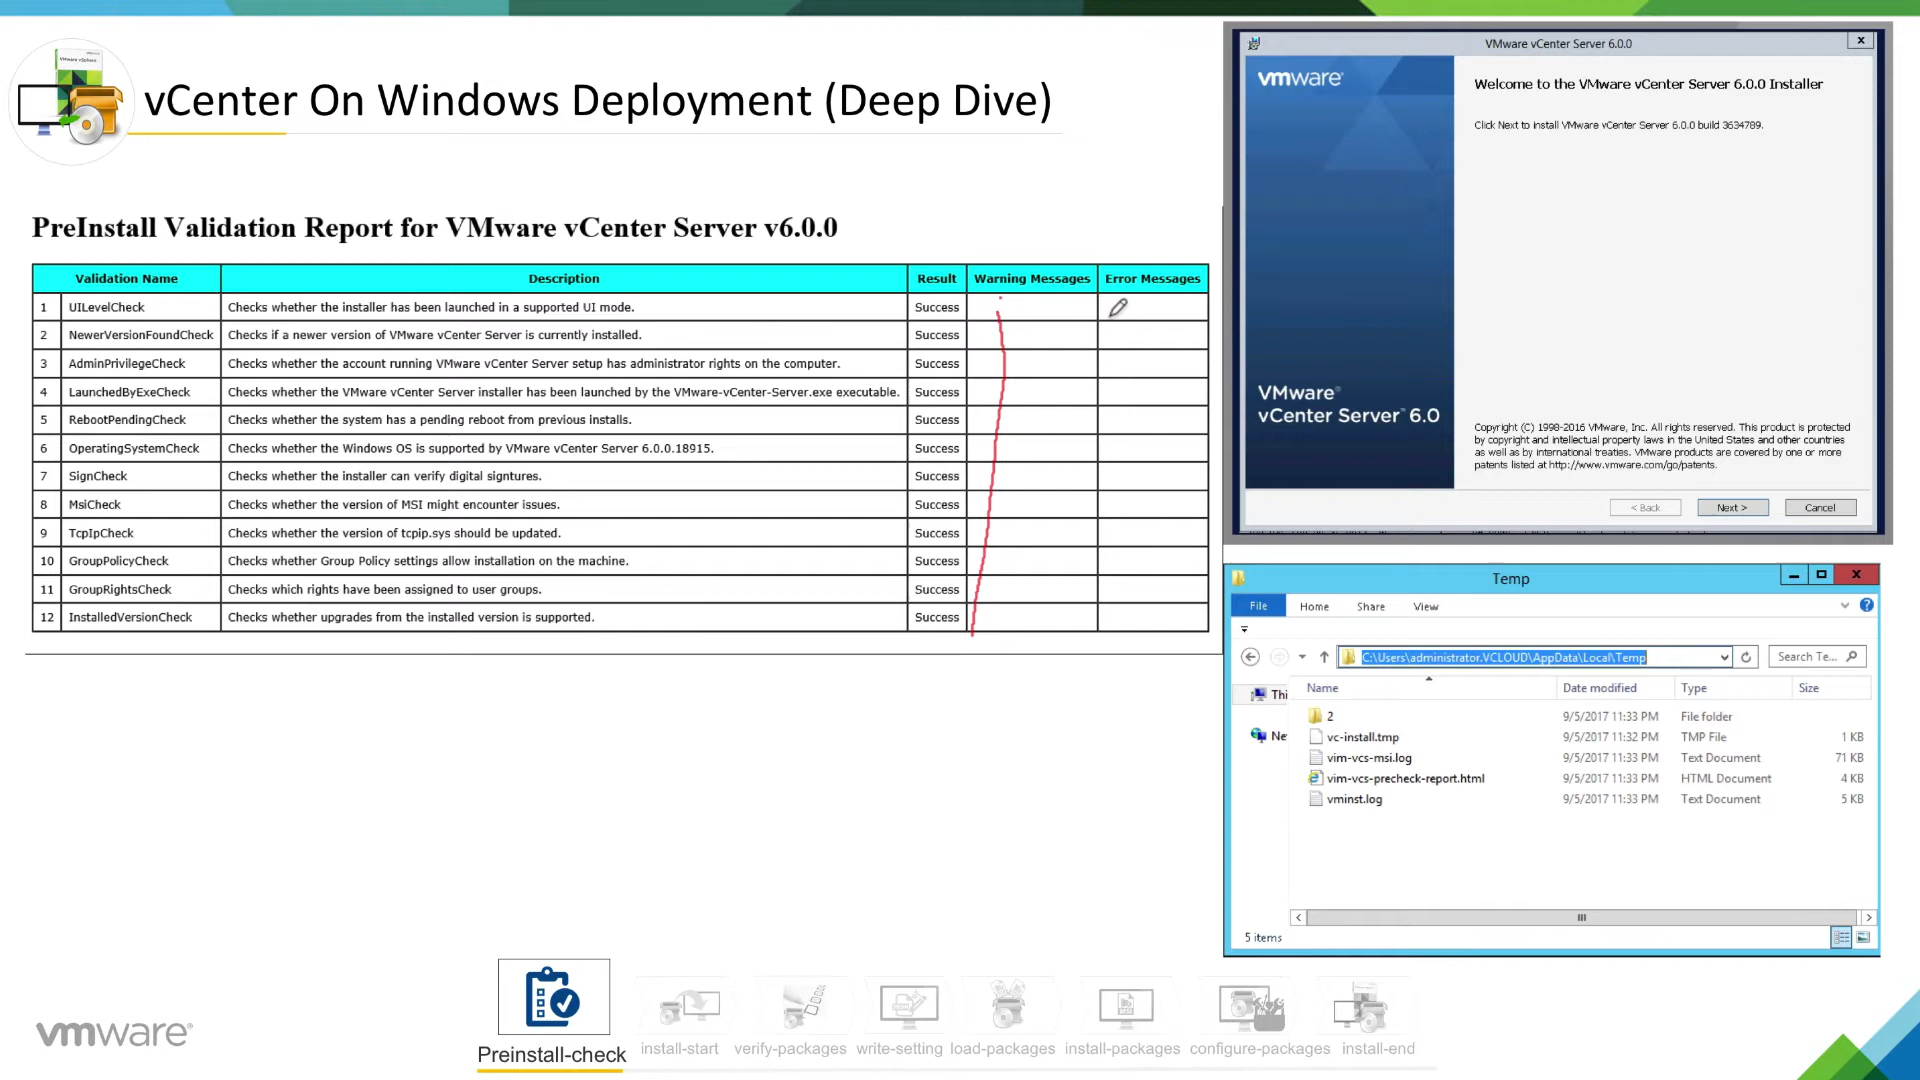 vCenter On Windows Deployment (Deep Dive)
PreInstall Validation Report for VMware vCenter Server v6.0.0
Validation Name Description Result Warning Messages Error Messages
1 UILevelCheck Checks whether the installer has been launched in a supported UI mode. Success
2 NewerVersionFoundCheck Checks if a newer version of VMware vCenter Server is currently installed. Success
3 AdminPrivilegeCheck Checks whether the account running VMware vCenter Server setup has administrator rights on the computer. Success
4 LaunchedByExeCheck Checks whether the VMware vCenter Server installer has been launched by the VMware-vCenter-Server.exe executable. Success
5 RebootPendingCheck Checks whether the system has a pending reboot from previous installs. Success
6 OperatingSystemCheck Checks whether the Windows OS is supported by VMware vCenter Server 6.0.0.18915. Success
7 SignCheck Checks whether the installer can verify digital signtures. Success
8 MsiCheck Checks whether the version of MSI might encounter issues. Success
9 TcpIpCheck Checks whether the version of tcpip.sys should be updated. Success
10 GroupPolicyCheck Checks whether Group Policy settings allow installation on the machine. Success
11 GroupRightsCheck Checks which rights have been assigned to user groups. Success
12 InstalledVersionCheck Checks whether upgrades from the installed version is supported. Success
VMware vCenter Server 6.0.0
vmware®
Welcome to the VMware vCenter Server 6.0.0 Installer
Click Next to install VMware vCenter Server 6.0.0 build 3634789.
VMware®
vCenter Server™ 6.0
Copyright (C) 1998-2016 VMware, Inc. All rights reserved. This product is protected
by copyright and intellectual property laws in the United States and other countries
as well as by international treaties. VMware products are covered by one or more
patents listed at http://www.vmware.com/go/patents.
< Back Next > Cancel
Temp
File Home Share View
C:\Users\administrator.VCLOUD\AppData\Local\Temp
Search Te...
Thi
Ne
Name Date modified Type Size
2 9/5/2017 11:33 PM File folder
vc-install.tmp 9/5/2017 11:32 PM TMP File 1 KB
vim-vcs-msi.log 9/5/2017 11:33 PM Text Document 71 KB
vim-vcs-precheck-report.html 9/5/2017 11:33 PM HTML Document 4 KB
vminst.log 9/5/2017 11:33 PM Text Document 5 KB
5 items
vmware®
Preinstall-check install-start verify-packages write-setting load-packages install-packages configure-packages install-end